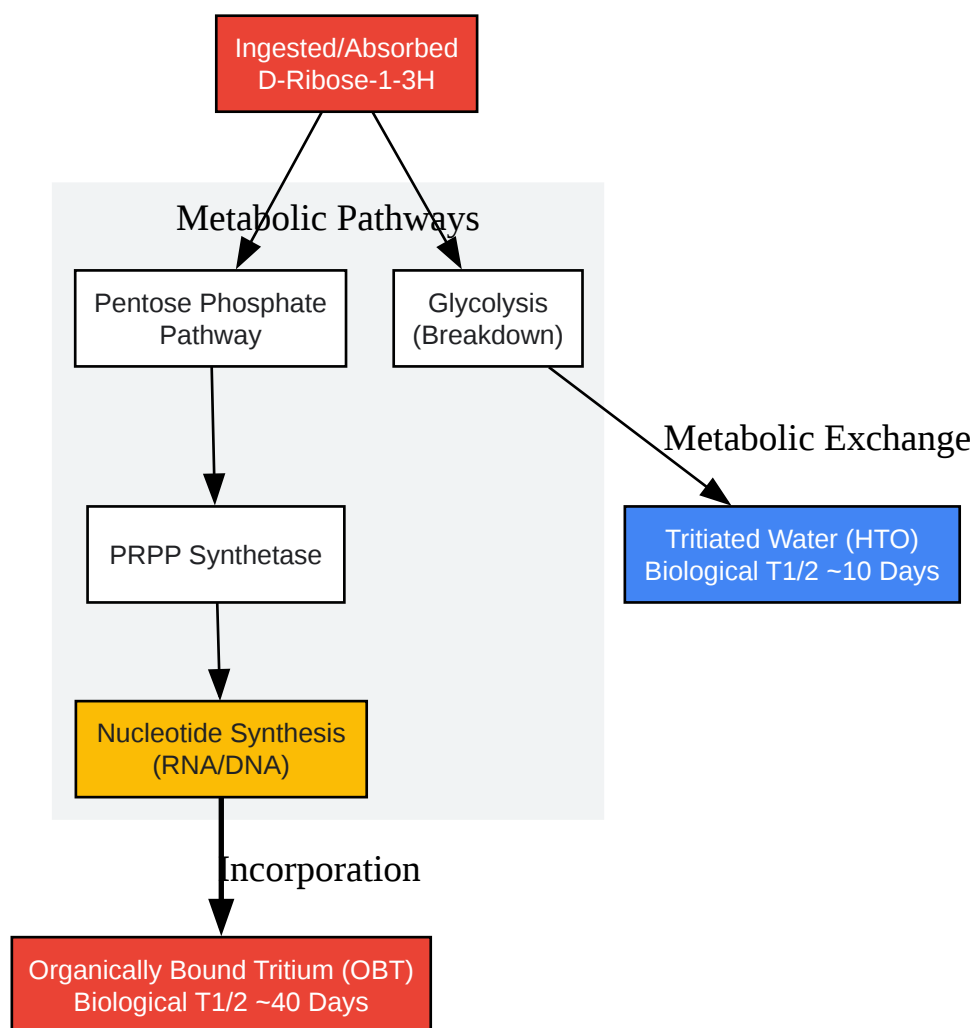 Ingested/Absorbed
D-Ribose-1-3H
Metabolic Pathways
Pentose Phosphate
Pathway
Glycolysis
(Breakdown)
Metabolic Exchange
PRPP Synthetase
Tritiated Water (HTO)
Biological T1/2 ~10 Days
Nucleotide Synthesis
(RNA/DNA)
Incorporation
Organically Bound Tritium (OBT)
Biological T1/2 ~40 Days